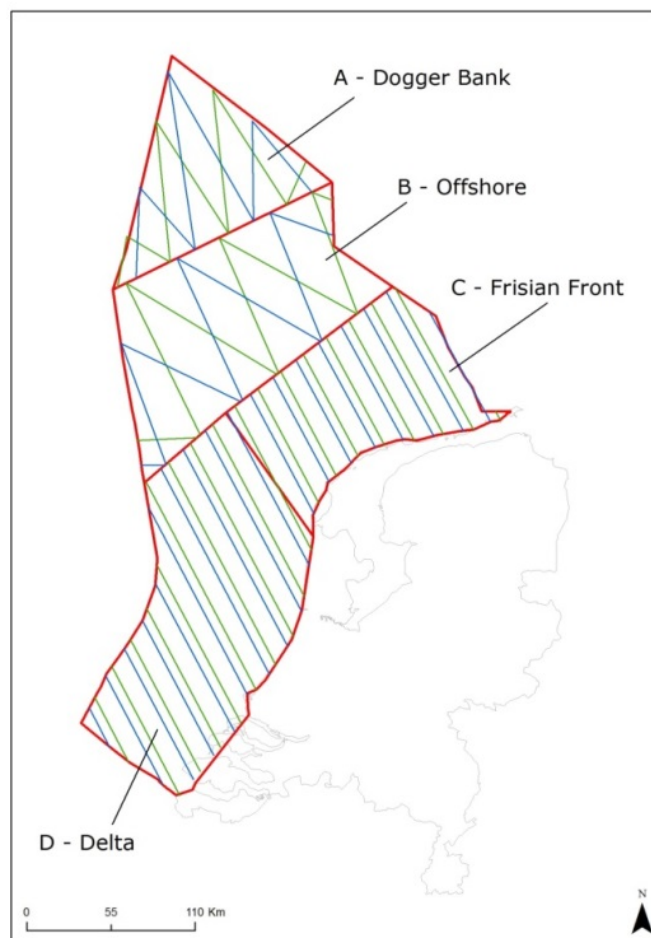 A - Dogger Bank
B - Offshore
C - Frisian Front
D - Delta
0 55 110 Km
N